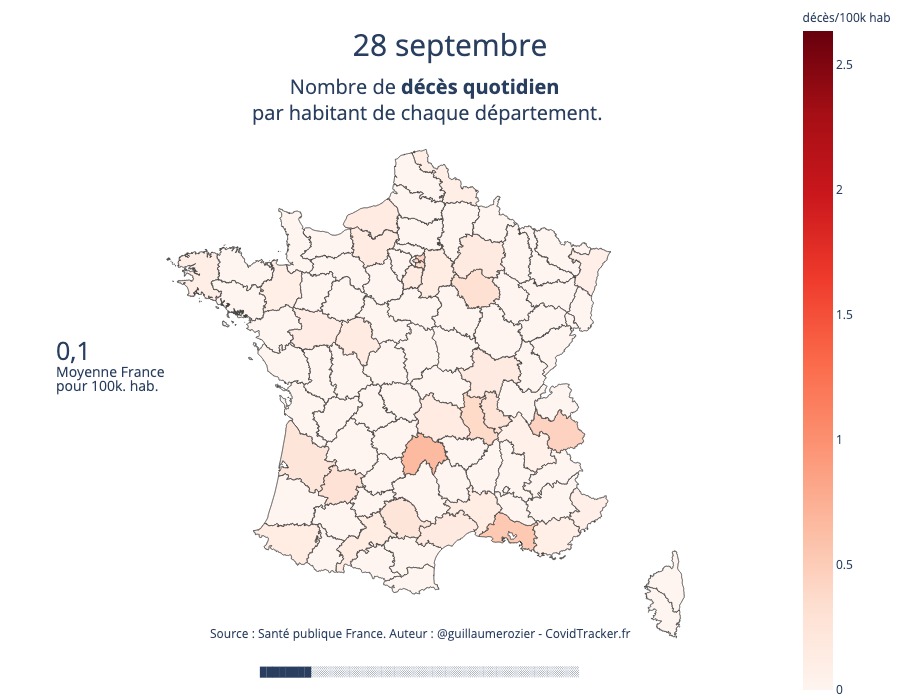 décès/100k hab
28 septembre
Nombre de décès quotidien
par habitant de chaque département.
2.5
2
1.5
1
0.5
0
0,1
Moyenne France
pour 100k. hab.
Source : Santé publique France. Auteur : @guillaumerozier - CovidTracker.fr